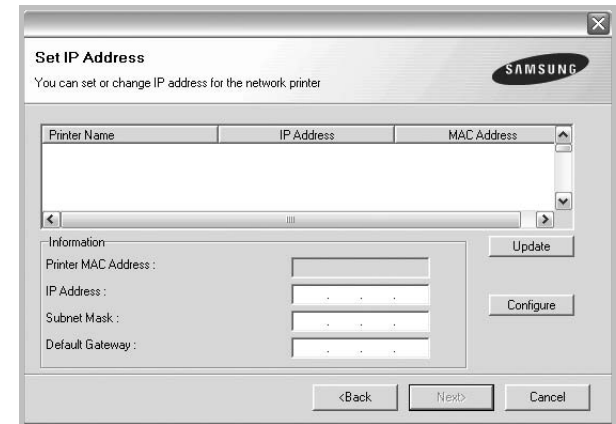 Set IP Address
You can set or change IP address for the network printer
SAMSUNG
Printer Name IP Address MAC Address
Information
Update
Printer MAC Address :
IP Address :
Configure
Subnet Mask :
Default Gateway :
<Back Next> Cancel